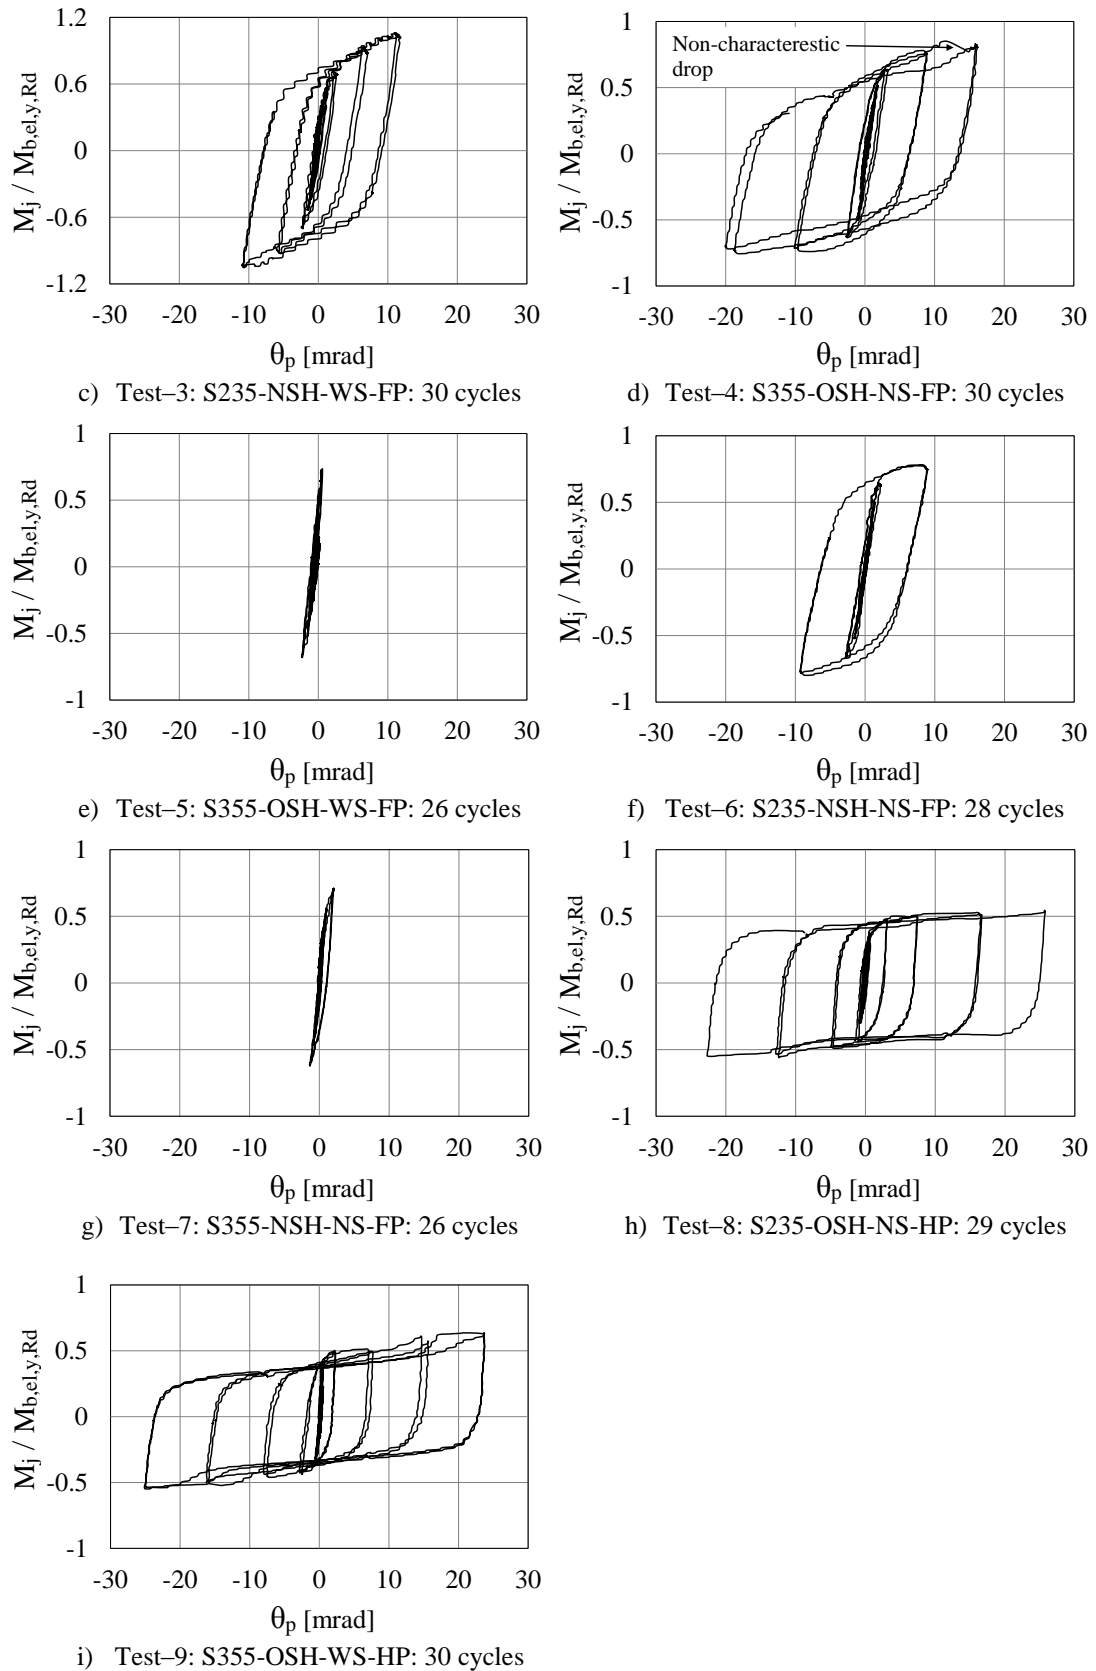 1.2
0.6
0
-0.6
-1.2
Mj / Mb,el,y,Rd
-30 -20 -10 0 10 20 30
θp [mrad]
c) Test–3: S235-NSH-WS-FP: 30 cycles
1
0.5
0
-0.5
-1
Mj / Mb,el,y,Rd
Non-characterestic
drop
-30 -20 -10 0 10 20 30
θp [mrad]
d) Test–4: S355-OSH-NS-FP: 30 cycles
1
0.5
0
-0.5
-1
Mj / Mb,el,y,Rd
-30 -20 -10 0 10 20 30
θp [mrad]
e) Test–5: S355-OSH-WS-FP: 26 cycles
1
0.5
0
-0.5
-1
Mj / Mb,el,y,Rd
-30 -20 -10 0 10 20 30
θp [mrad]
f) Test–6: S235-NSH-NS-FP: 28 cycles
1
0.5
0
-0.5
-1
Mj / Mb,el,y,Rd
-30 -20 -10 0 10 20 30
θp [mrad]
g) Test–7: S355-NSH-NS-FP: 26 cycles
1
0.5
0
-0.5
-1
Mj / Mb,el,y,Rd
-30 -20 -10 0 10 20 30
θp [mrad]
h) Test–8: S235-OSH-NS-HP: 29 cycles
1
0.5
0
-0.5
-1
Mj / Mb,el,y,Rd
-30 -20 -10 0 10 20 30
θp [mrad]
i) Test–9: S355-OSH-WS-HP: 30 cycles